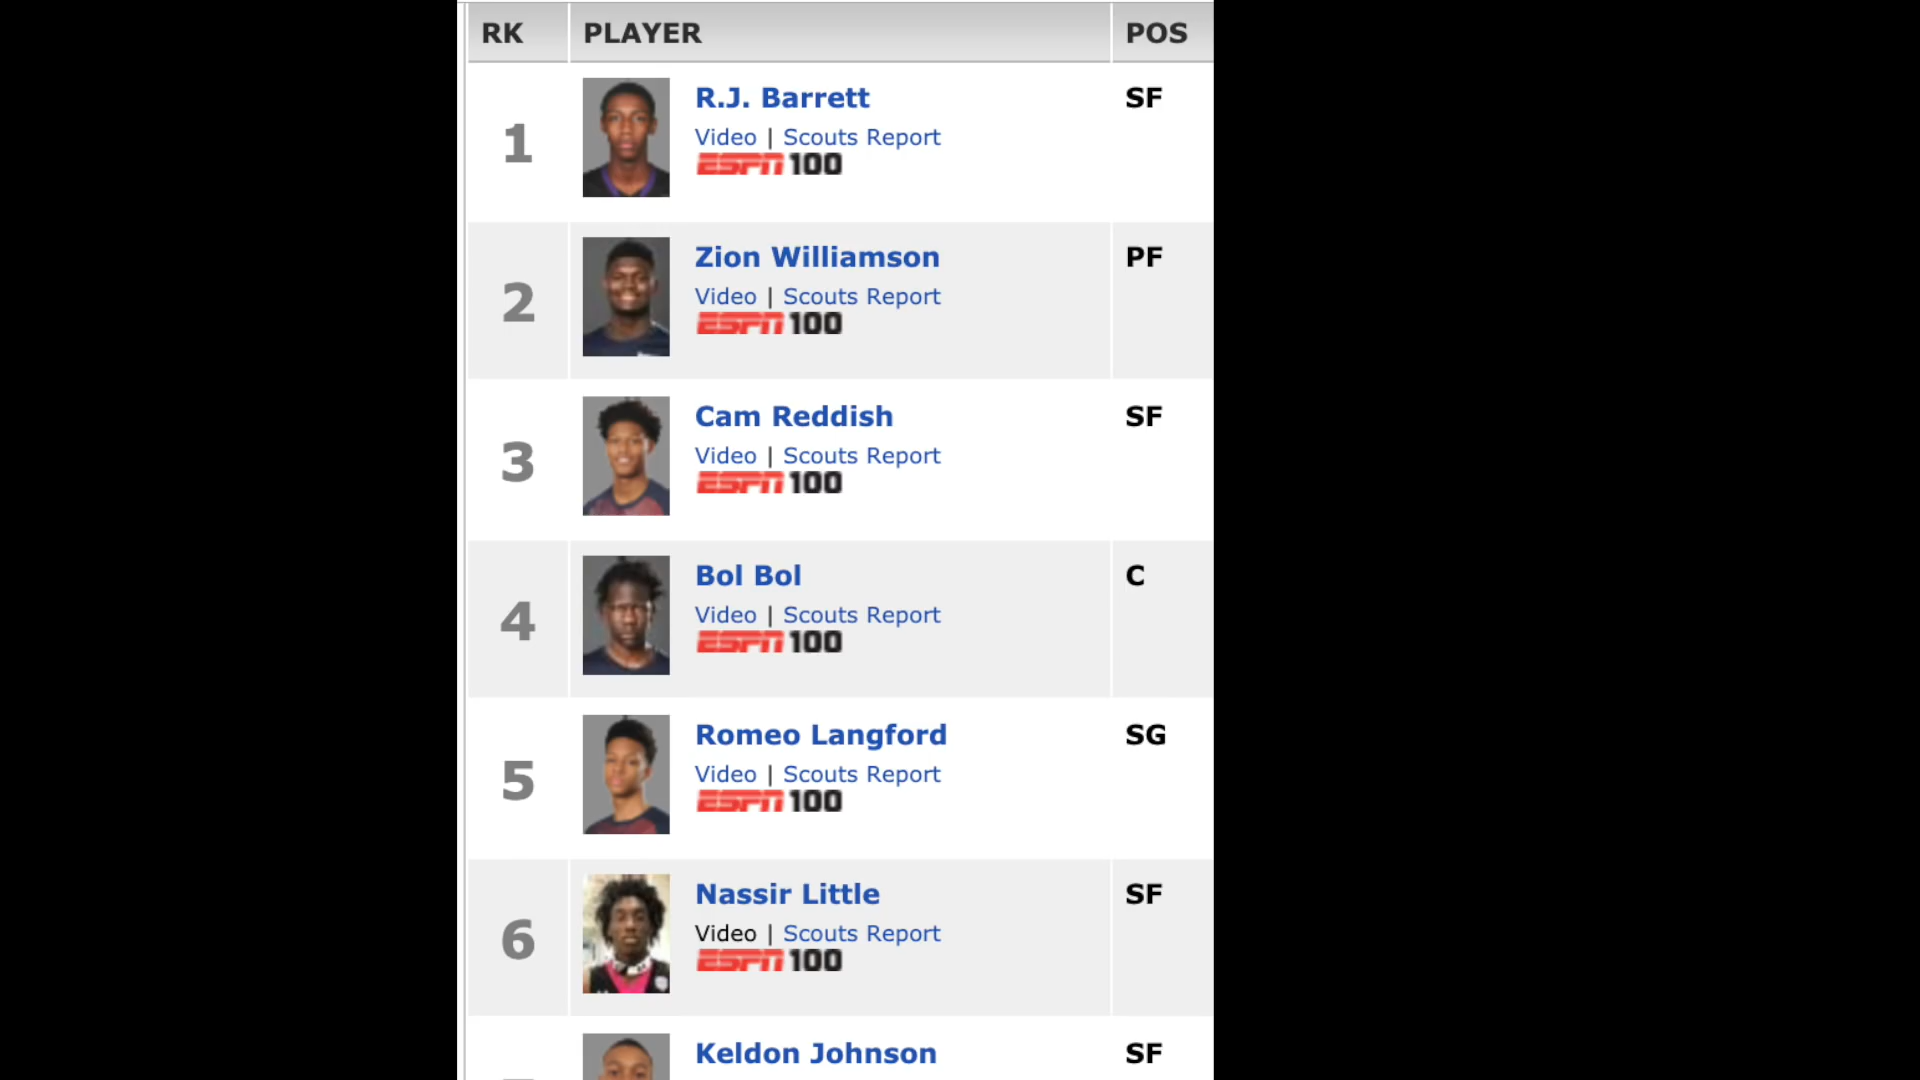 RK PLAYER POS
1 R.J. Barrett SF
Video | Scouts Report
ESPN 100
2 Zion Williamson PF
Video | Scouts Report
ESPN 100
3 Cam Reddish SF
Video | Scouts Report
ESPN 100
4 Bol Bol C
Video | Scouts Report
ESPN 100
5 Romeo Langford SG
Video | Scouts Report
ESPN 100
6 Nassir Little SF
Video | Scouts Report
ESPN 100
Keldon Johnson SF